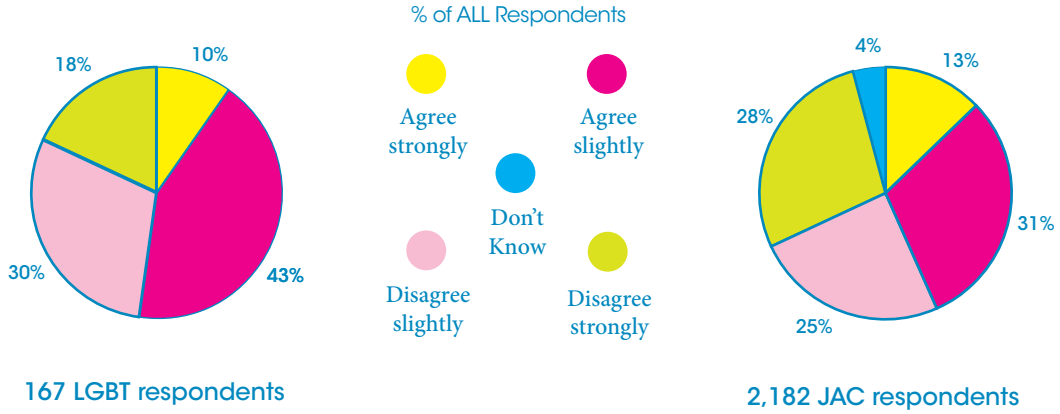 % of ALL Respondents
10%
18%
30%
43%
Agree
strongly
Agree
slightly
Don't
Know
Disagree
slightly
Disagree
strongly
4%
13%
28%
31%
25%
167 LGBT respondents
2,182 JAC respondents